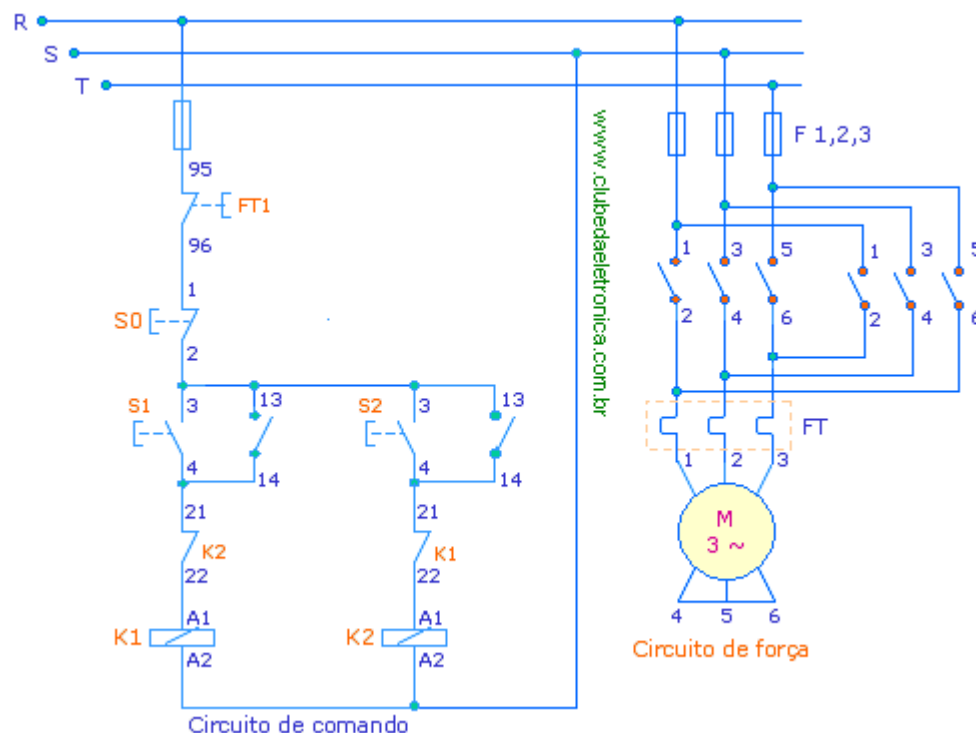 R
S
T
95
FT1
96
1
S0
2
S1
3
13
4
14
S2
3
13
4
14
21
K2
22
21
K1
22
K1
A1
A2
K2
A1
A2
Circuito de comando
www.clubedaeletronica.com.br
F 1,2,3
1
3
5
2
4
6
1
3
5
2
4
6
FT
1
2
3
M
3 ~
4
5
6
Circuito de força